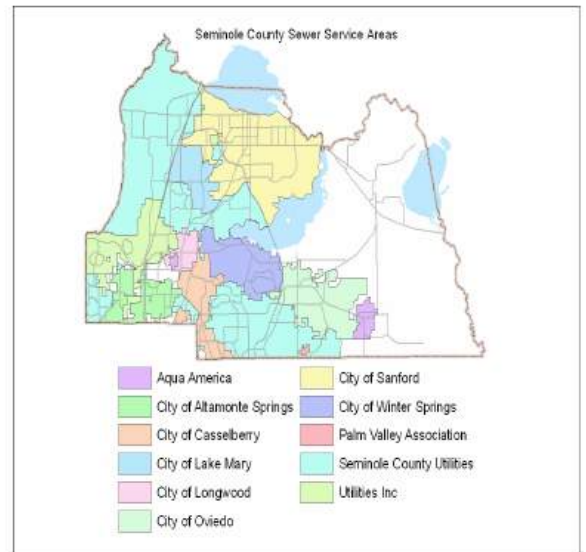 Seminole County Sewer Service Areas
Aqua America
City of Altamonte Springs
City of Casselberry
City of Lake Mary
City of Longwood
City of Oviedo
City of Sanford
City of Winter Springs
Palm Valley Association
Seminole County Utilities
Utilities Inc